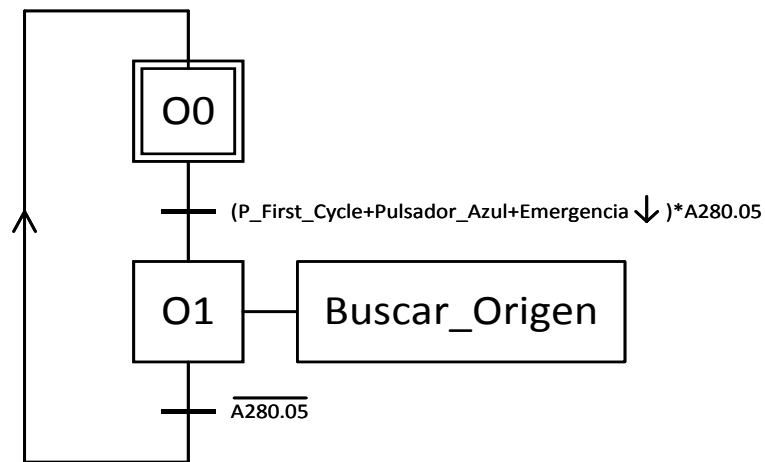 O0
(P_First_Cycle+Pulsador_Azul+Emergencia ↓ )*A280.05
O1
Buscar_Origen
A280.05